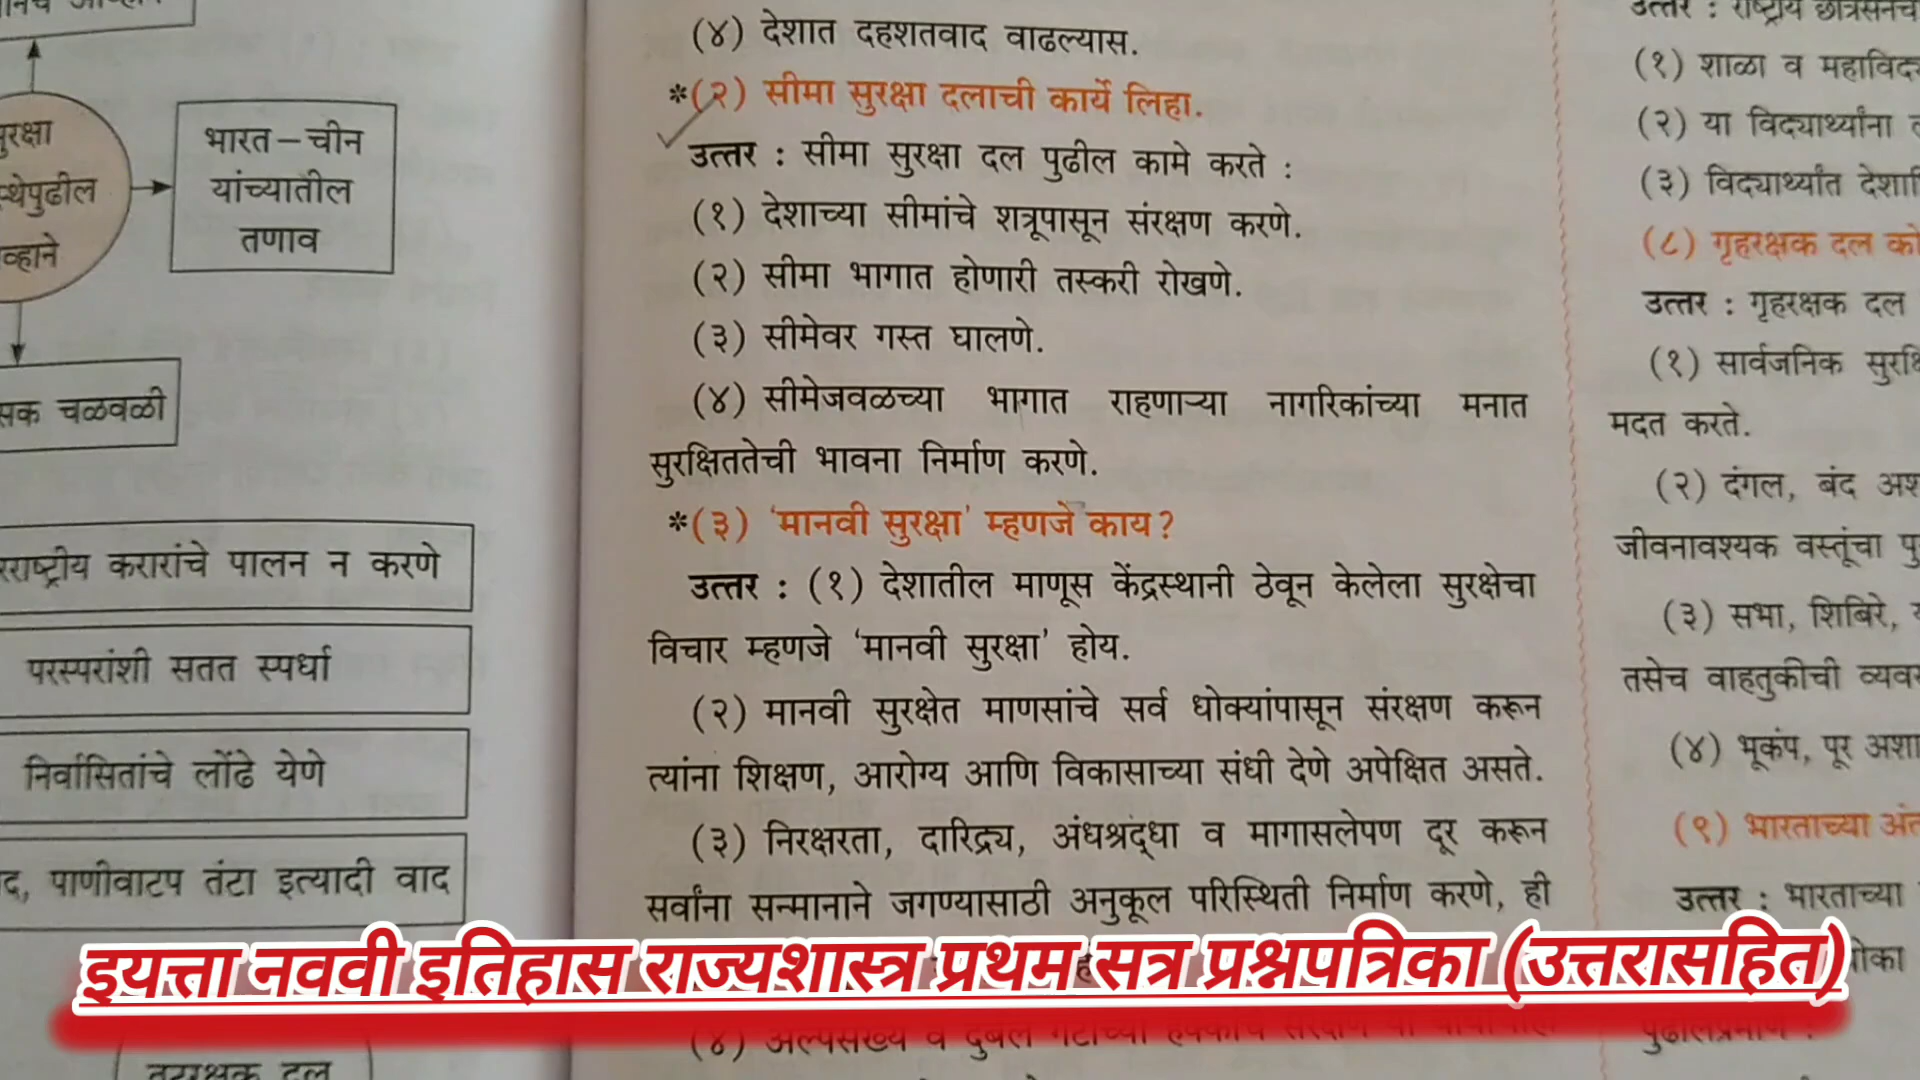 भारत – चीन
यांच्यातील
तणाव
चळवळी
करारांचे पालन न करणे
परस्परांशी सतत स्पर्धा
निर्वासितांचे लोंढे येणे
पाणीवाटप तंटा इत्यादी वाद
(४) देशात दहशतवाद वाढल्यास.
*(२) सीमा सुरक्षा दलाची कार्ये लिहा.
उत्तर : सीमा सुरक्षा दल पुढील कामे करते :
(१) देशाच्या सीमांचे शत्रूपासून संरक्षण करणे.
(२) सीमा भागात होणारी तस्करी रोखणे.
(३) सीमेवर गस्त घालणे.
(४) सीमेजवळच्या भागात राहणाऱ्या नागरिकांच्या मनात
सुरक्षिततेची भावना निर्माण करणे.
*(३) ‘मानवी सुरक्षा’ म्हणजे काय?
उत्तर : (१) देशातील माणूस केंद्रस्थानी ठेवून केलेला सुरक्षेचा
विचार म्हणजे ‘मानवी सुरक्षा’ होय.
(२) मानवी सुरक्षेत माणसांचे सर्व धोक्यांपासून संरक्षण करून
त्यांना शिक्षण, आरोग्य आणि विकासाच्या संधी देणे अपेक्षित असते.
(३) निरक्षरता, दारिद्र्य, अंधश्रद्धा व मागासलेपण दूर करून
सर्वांना सन्मानाने जगण्यासाठी अनुकूल परिस्थिती निर्माण करणे, ही
(१) शाळा व
(२) या विद्यार्थ्यांना
(३) विद्यार्थ्यांत
(८) गृहरक्षक दल
उत्तर : गृहरक्षक दल
(१) सार्वजनिक
मदत करते.
(२) दंगल, बंद
जीवनावश्यक वस्तूंचा
(३) सभा, शिबिरे,
तसेच वाहतुकीची
(४) भूकंप, पूर
(९) भारताच्या
उत्तर : भारताच्या
इयत्ता नववी इतिहास राज्यशास्त्र प्रथम सत्र प्रश्नपत्रिका (उत्तरासहित)